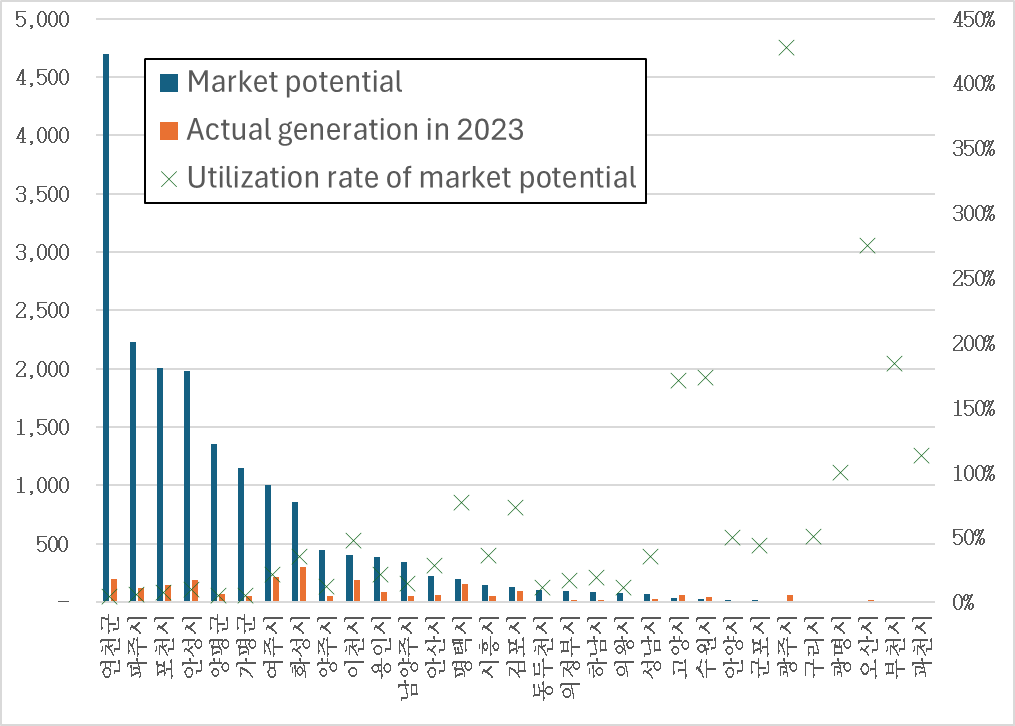 5,000
4,500
4,000
3,500
3,000
2,500
2,000
1,500
1,000
500
–
Market potential
Actual generation in 2023
Utilization rate of market potential
450%
400%
350%
300%
250%
200%
150%
100%
50%
0%
연천군
파주시
포천시
안성시
양평군
가평군
여주시
화성시
양주시
이천시
용인시
남양주시
안산시
평택시
시흥시
김포시
동두천시
의정부시
하남시
의왕시
성남시
고양시
수원시
안양시
군포시
광주시
구리시
광명시
오산시
부천시
과천시